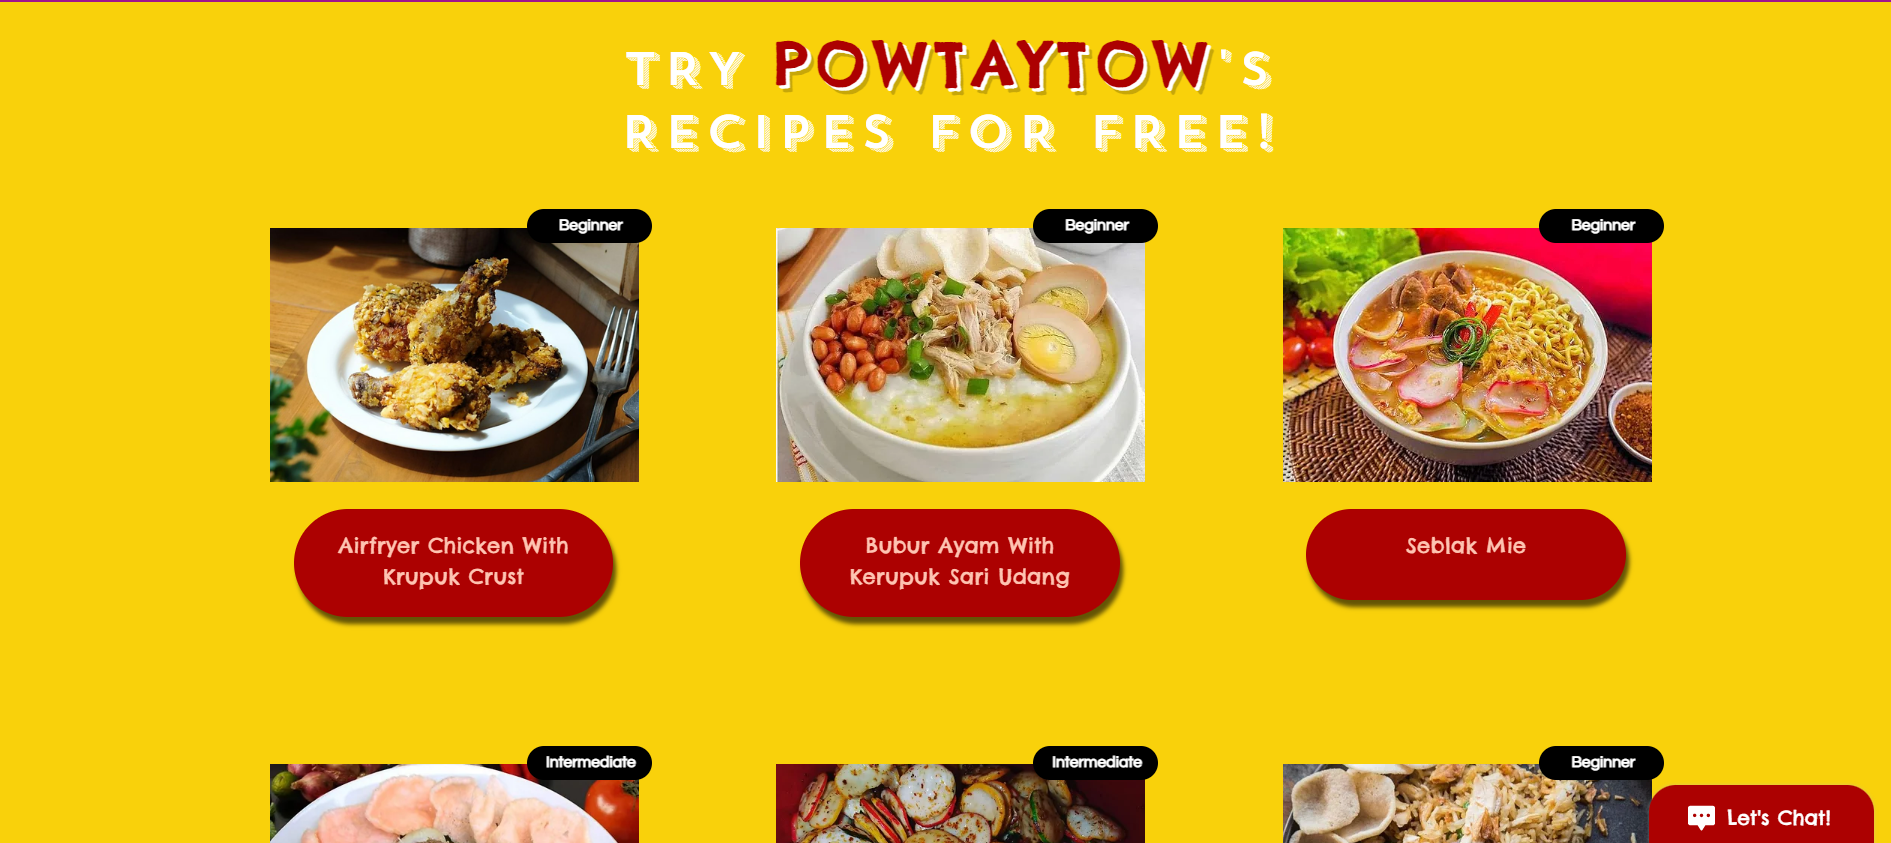 TRY POWTAYTOW'S
RECIPES FOR FREE!
Beginner
Beginner
Beginner
Airfryer Chicken With
Krupuk Crust
Bubur Ayam With
Kerupuk Sari Udang
Seblak Mie
Intermediate
Intermediate
Beginner
Let's Chat!